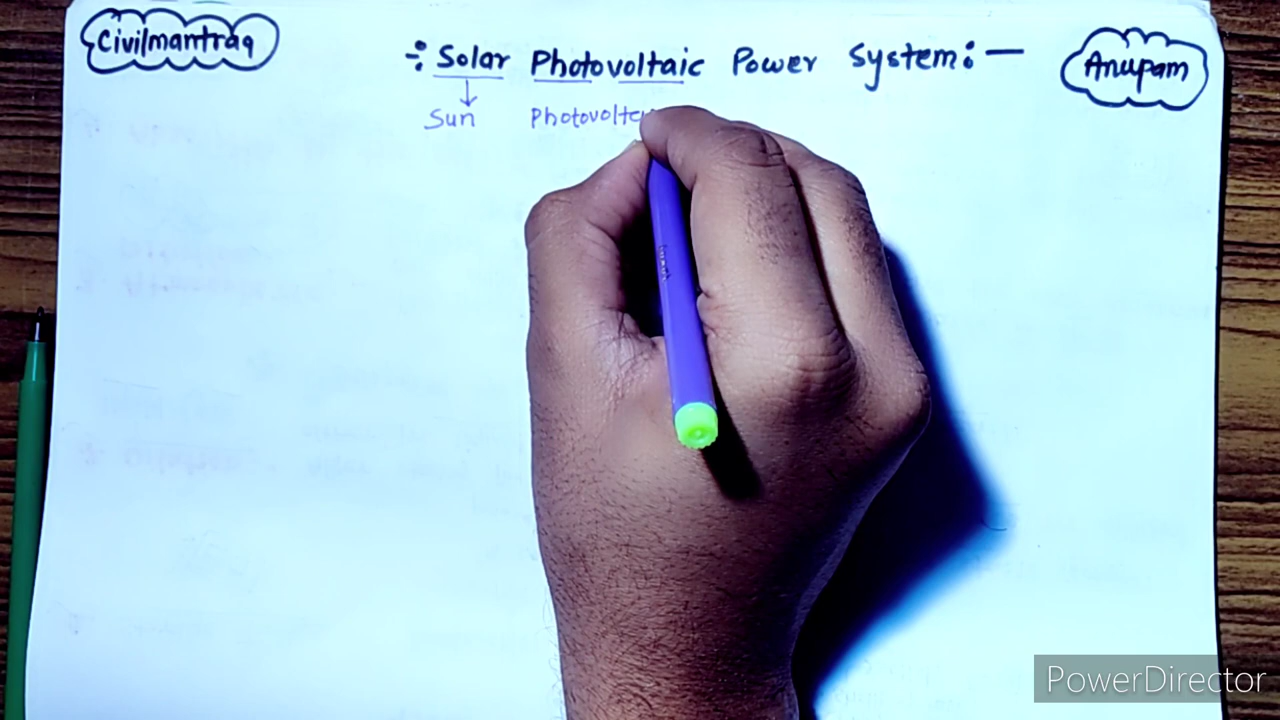 Civilmantraa
÷ Solar Photovoltaic Power System:—
Anupam
Sun
PowerDirector